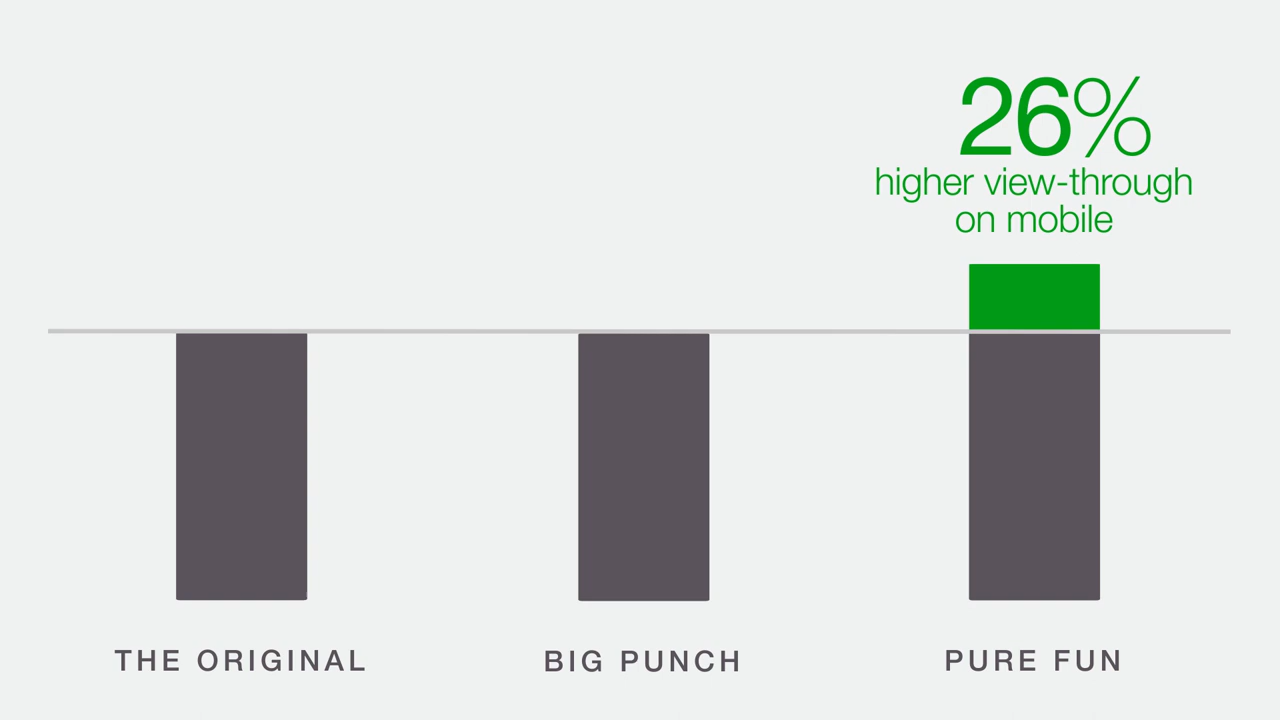 26%
higher view-through
on mobile
THE ORIGINAL
BIG PUNCH
PURE FUN